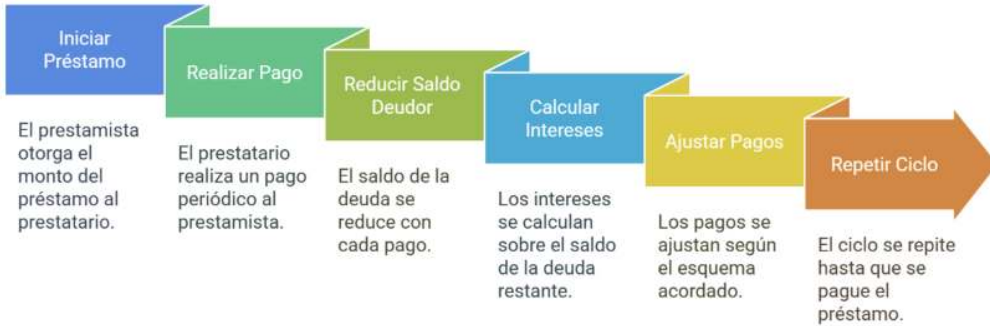 Iniciar
Préstamo
El prestamista
otorga el
monto del
préstamo al
prestatario.
Realizar Pago
El prestatario
realiza un pago
periódico al
prestamista.
Reducir Saldo
Deudor
El saldo de la
deuda se
reduce con
cada pago.
Calcular
Intereses
Los intereses
se calculan
sobre el saldo
de la deuda
restante.
Ajustar Pagos
Los pagos se
ajustan según
el esquema
acordado.
Repetir Ciclo
El ciclo se repite
hasta que se
pague el
préstamo.